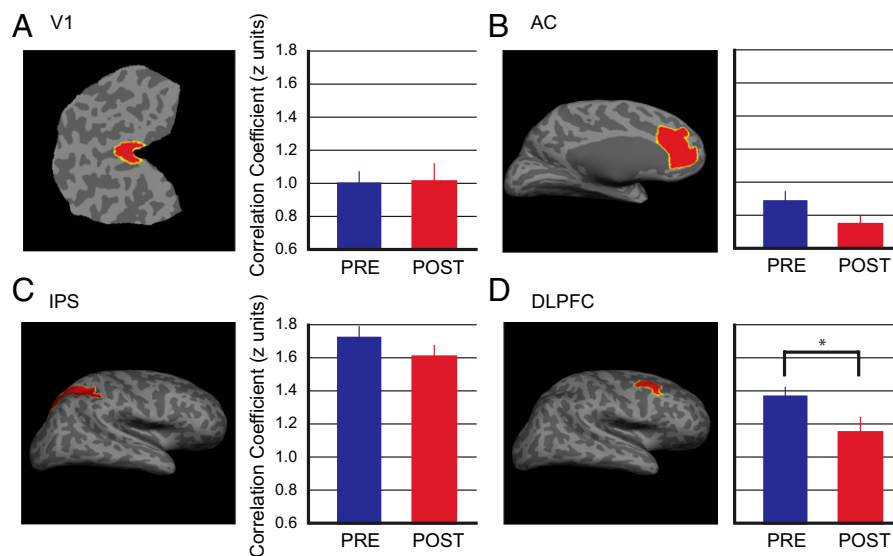 A V1
Correlation Coefficient (z units)
1.8
1.6
1.4
1.2
1.0
0.8
0.6
PRE POST
B AC
PRE POST
C IPS
Correlation Coefficient (z units)
1.8
1.6
1.4
1.2
1.0
0.8
0.6
PRE POST
D DLPFC
*
PRE POST